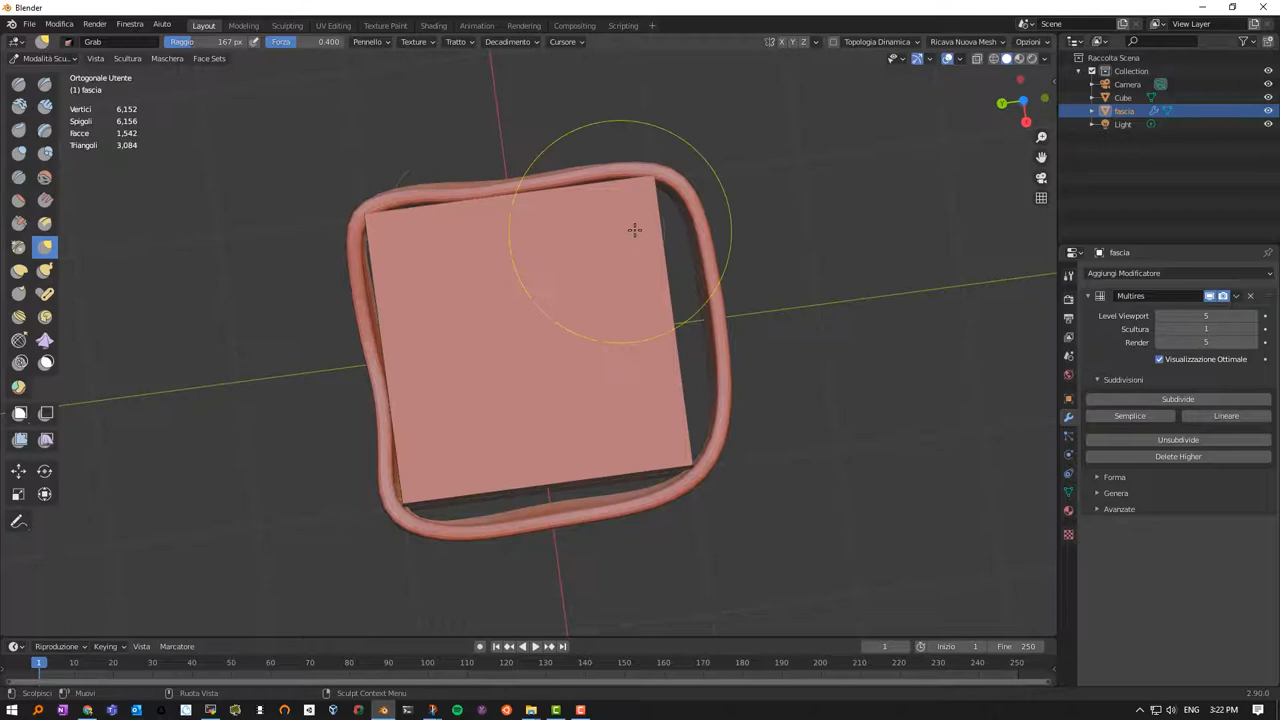 Blender
File Modifica Render Finestra Aiuto Layout Modeling Sculpting UV Editing Texture Paint Shading Animation Rendering Compositing Scripting + Scene View Layer
Grab Raggio 167 px Forza 0.400 Pennello Texture Tratto Decadimento Cursore X Y Z Topologia Dinamica Ricava Nuova Mesh Opzioni
Modalità Scu... Vista Scultura Maschera Face Sets
Raccolta Scena
Collection
Camera
Cube
fascia
Light
Ortogonale Utente
(1) fascia
Vertici 6,152
Spigoli 6,156
Facce 1,542
Triangoli 3,084
Y
X
fascia
Aggiungi Modificatore
Multires
Level Viewport 5
Scultura 1
Render 5
Visualizzazione Ottimale
Suddivisioni
Subdivide
Semplice Lineare
Unsubdivide
Delete Higher
Forma
Genera
Avanzate
Riproduzione Keying Vista Marcatore 1 Inizio 1 Fine 250
1 10 20 30 40 50 60 70 80 90 100 110 120 130 140 150 160 170 180 190 200 210 220 230 240 250
Scolpisci Muovi Ruota Vista Sculpt Context Menu 2.90.0
ENG 3:22 PM